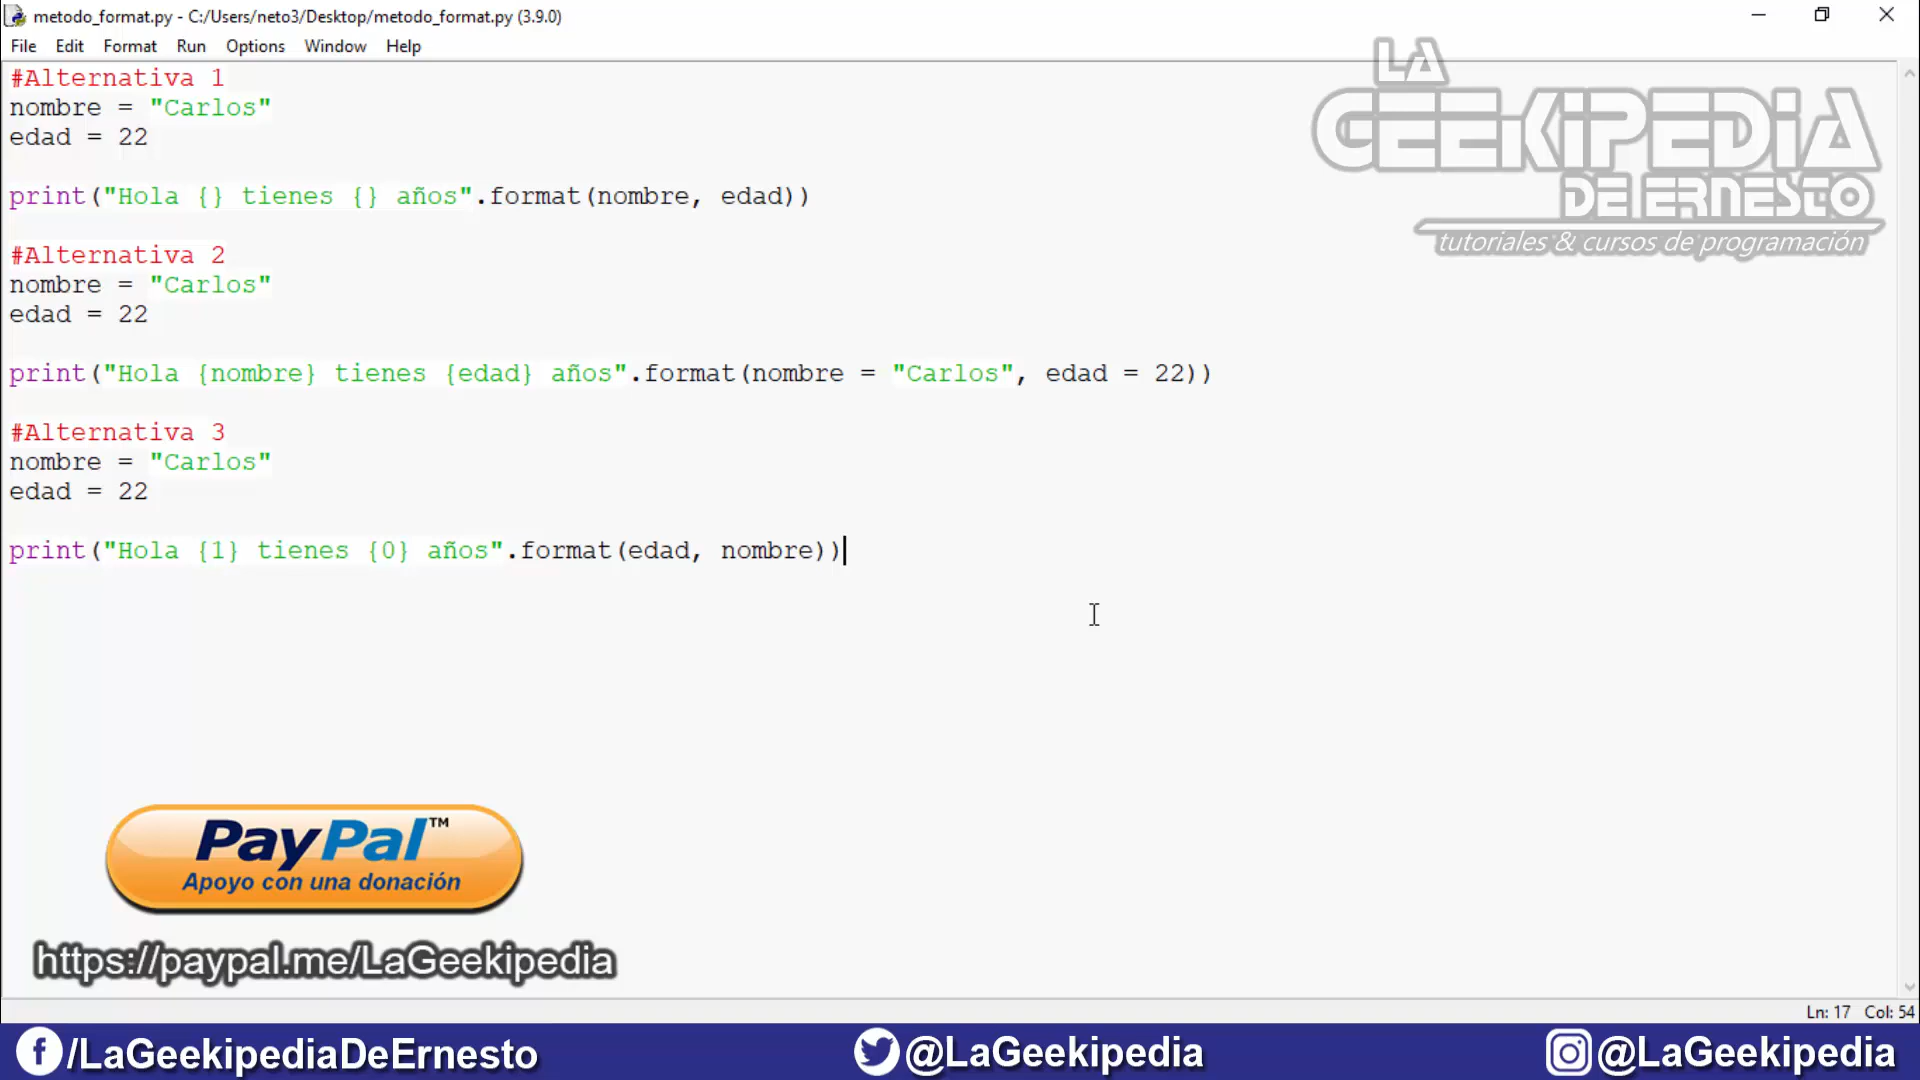 metodo_format.py - C:/Users/neto3/Desktop/metodo_format.py (3.9.0)
File Edit Format Run Options Window Help
#Alternativa 1
nombre = "Carlos"
edad = 22
print("Hola {} tienes {} años".format(nombre, edad))
#Alternativa 2
nombre = "Carlos"
edad = 22
print("Hola {nombre} tienes {edad} años".format(nombre = "Carlos", edad = 22))
#Alternativa 3
nombre = "Carlos"
edad = 22
print("Hola {1} tienes {0} años".format(edad, nombre))
LA
GEEKIPEDIA
DE ERNESTO
tutoriales & cursos de programación
PayPal™
Apoyo con una donación
https://paypal.me/LaGeekipedia
Ln: 17 Col: 54
/LaGeekipediaDeErnesto
@LaGeekipedia
@LaGeekipedia